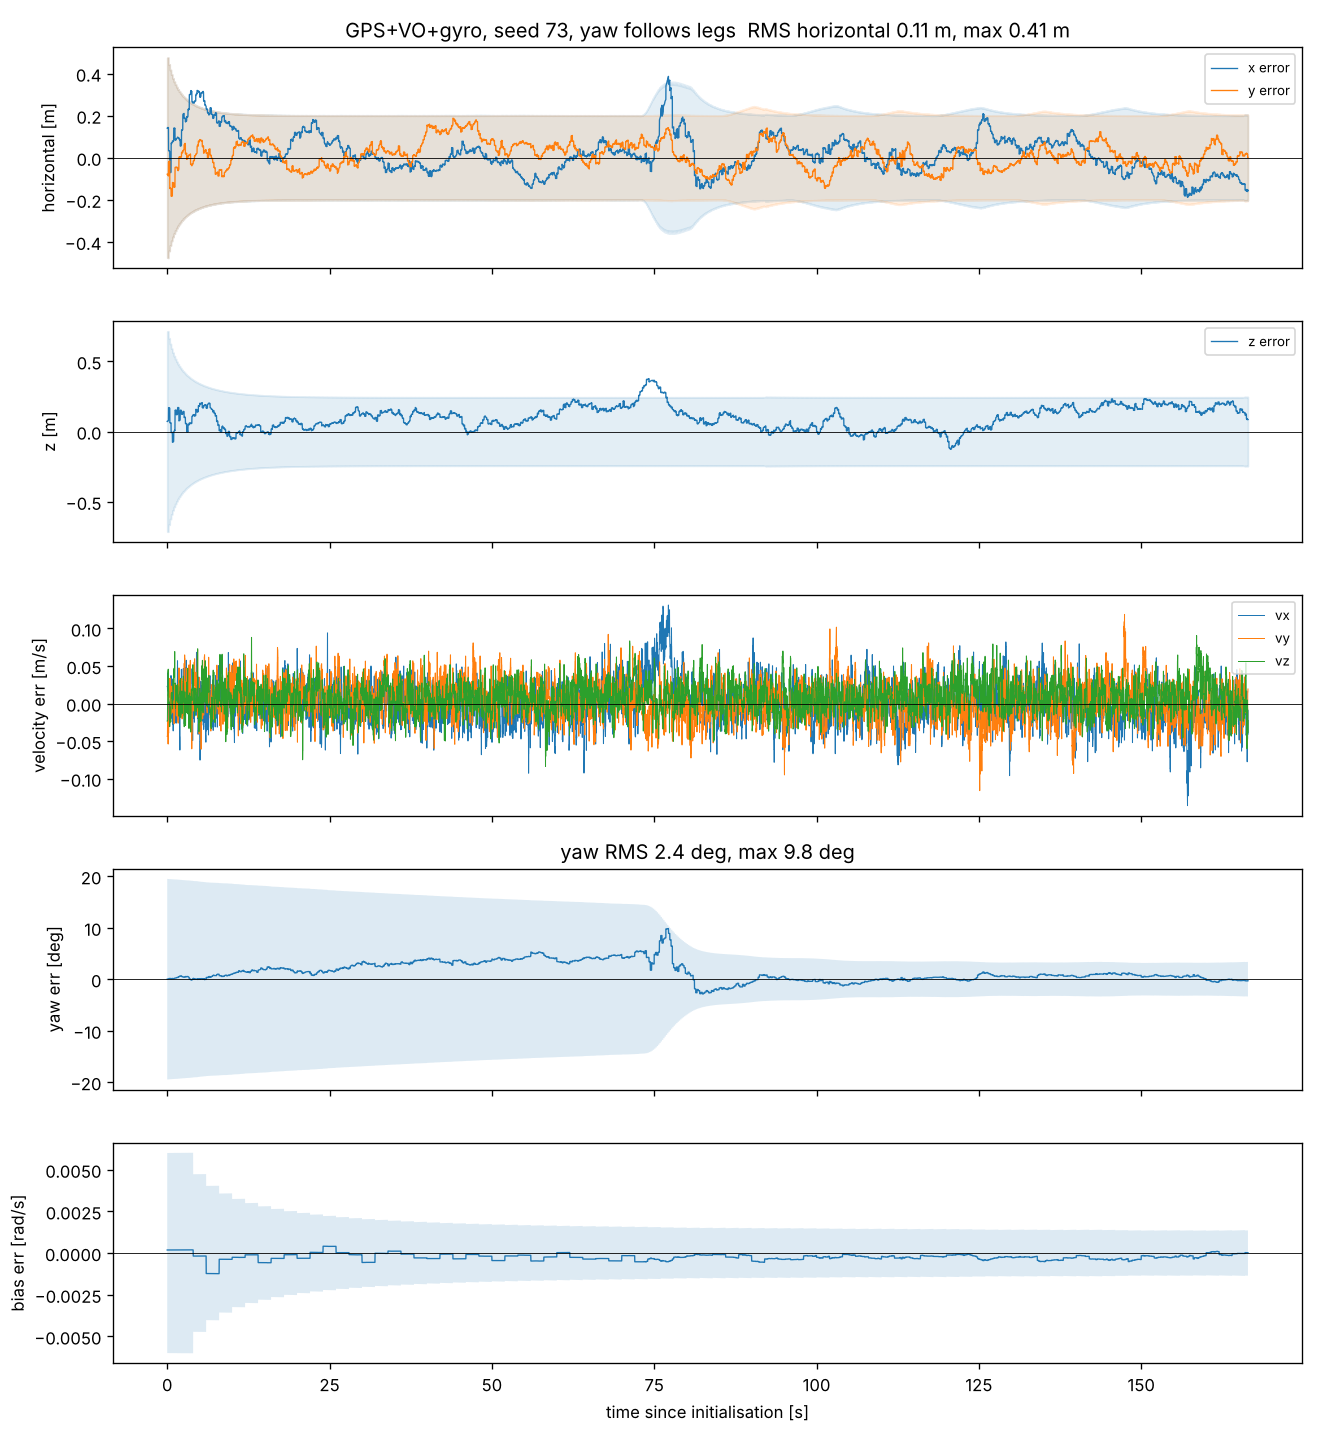 GPS+VO+gyro, seed 73, yaw follows legs  RMS horizontal 0.11 m, max 0.41 m
horizontal [m]
0.4
0.2
0.0
−0.2
−0.4
x error
y error
z [m]
0.5
0.0
−0.5
z error
velocity err [m/s]
0.10
0.05
0.00
−0.05
−0.10
vx
vy
vz
yaw RMS 2.4 deg, max 9.8 deg
yaw err [deg]
20
10
0
−10
−20
bias err [rad/s]
0.0050
0.0025
0.0000
−0.0025
−0.0050
0 25 50 75 100 125 150
time since initialisation [s]